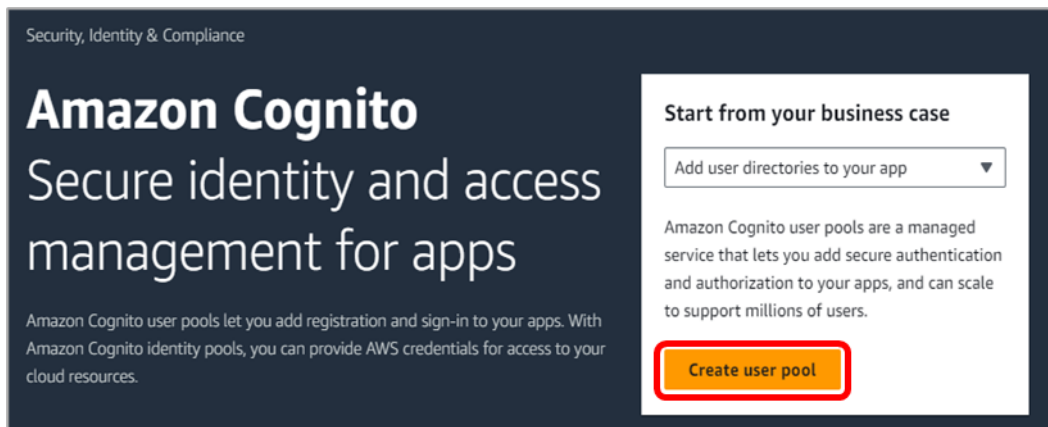 Security, Identity & Compliance
Amazon Cognito
Secure identity and access
management for apps
Amazon Cognito user pools let you add registration and sign-in to your apps. With
Amazon Cognito identity pools, you can provide AWS credentials for access to your
cloud resources.
Start from your business case
Add user directories to your app
Amazon Cognito user pools are a managed
service that lets you add secure authentication
and authorization to your apps, and can scale
to support millions of users.
Create user pool